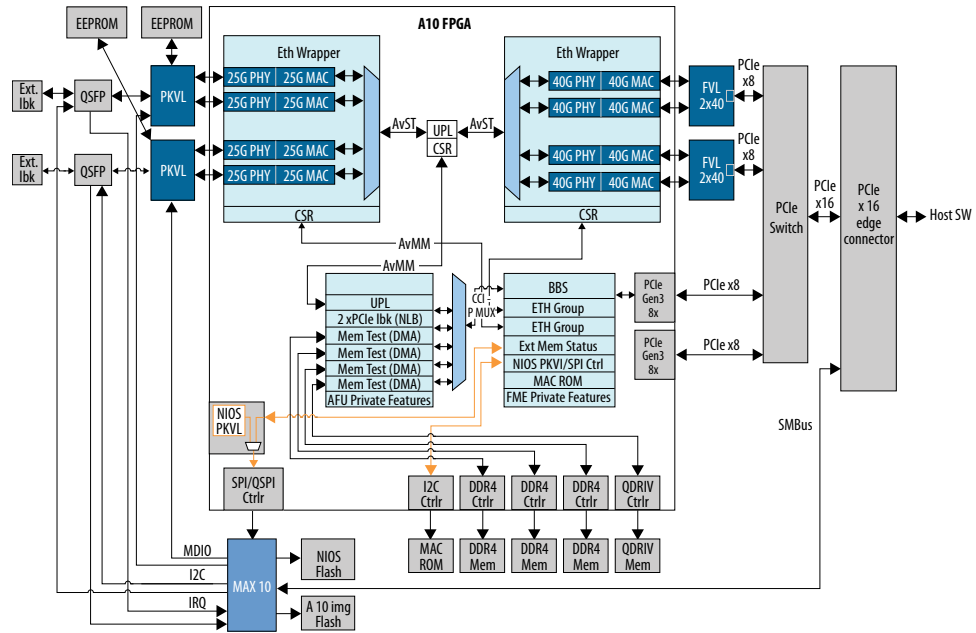 EEPROM
EEPROM
A10 FPGA
Ext.
lbk
QSFP
PKVL
Eth Wrapper
25G PHY 25G MAC
25G PHY 25G MAC
25G PHY 25G MAC
25G PHY 25G MAC
CSR
Ext.
lbk
QSFP
PKVL
AvST
UPL
CSR
AvST
Eth Wrapper
40G PHY 40G MAC
40G PHY 40G MAC
40G PHY 40G MAC
40G PHY 40G MAC
CSR
FVL
2x40
PCIe
x8
FVL
2x40
PCIe
x8
PCIe
Switch
PCIe
x16
PCIe
x 16
edge
connector
Host SW
AvMM
AvMM
UPL
2 xPCIe lbk (NLB)
Mem Test (DMA)
Mem Test (DMA)
Mem Test (DMA)
Mem Test (DMA)
AFU Private Features
CCI -
P MUX
BBS
ETH Group
ETH Group
Ext Mem Status
NIOS PKVI/SPI Ctrl
MAC ROM
FME Private Features
PCIe
Gen3
8x
PCIe x8
PCIe
Gen3
8x
PCIe x8
SMBus
NIOS
PKVL
SPI/QSPI
Ctrlr
I2C
Ctrlr
DDR4
Ctrlr
DDR4
Ctrlr
DDR4
Ctrlr
QDRIV
Ctrlr
MAC
ROM
DDR4
Mem
DDR4
Mem
DDR4
Mem
QDRIV
Mem
MDIO
I2C
IRQ
MAX 10
NIOS
Flash
A 10 img
Flash